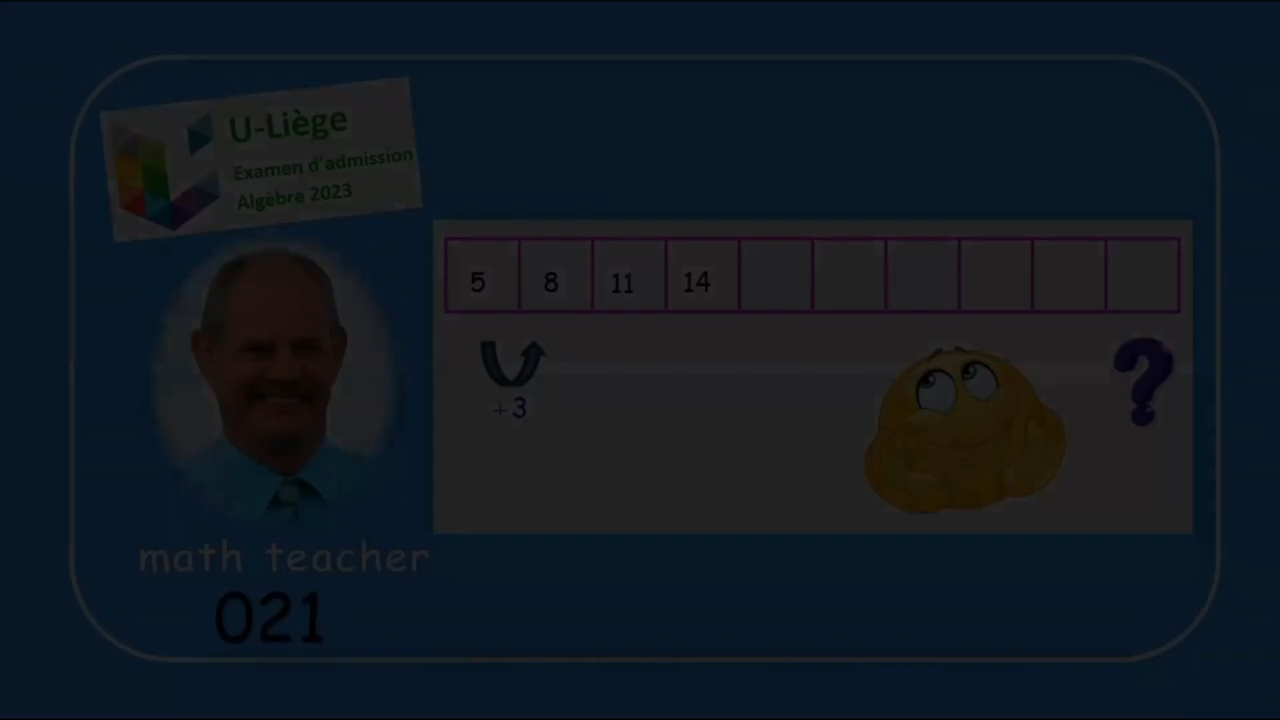 U-Liège
Examen d'admission
Algèbre 2023
5 8 11 14
+3
?
math teacher
021